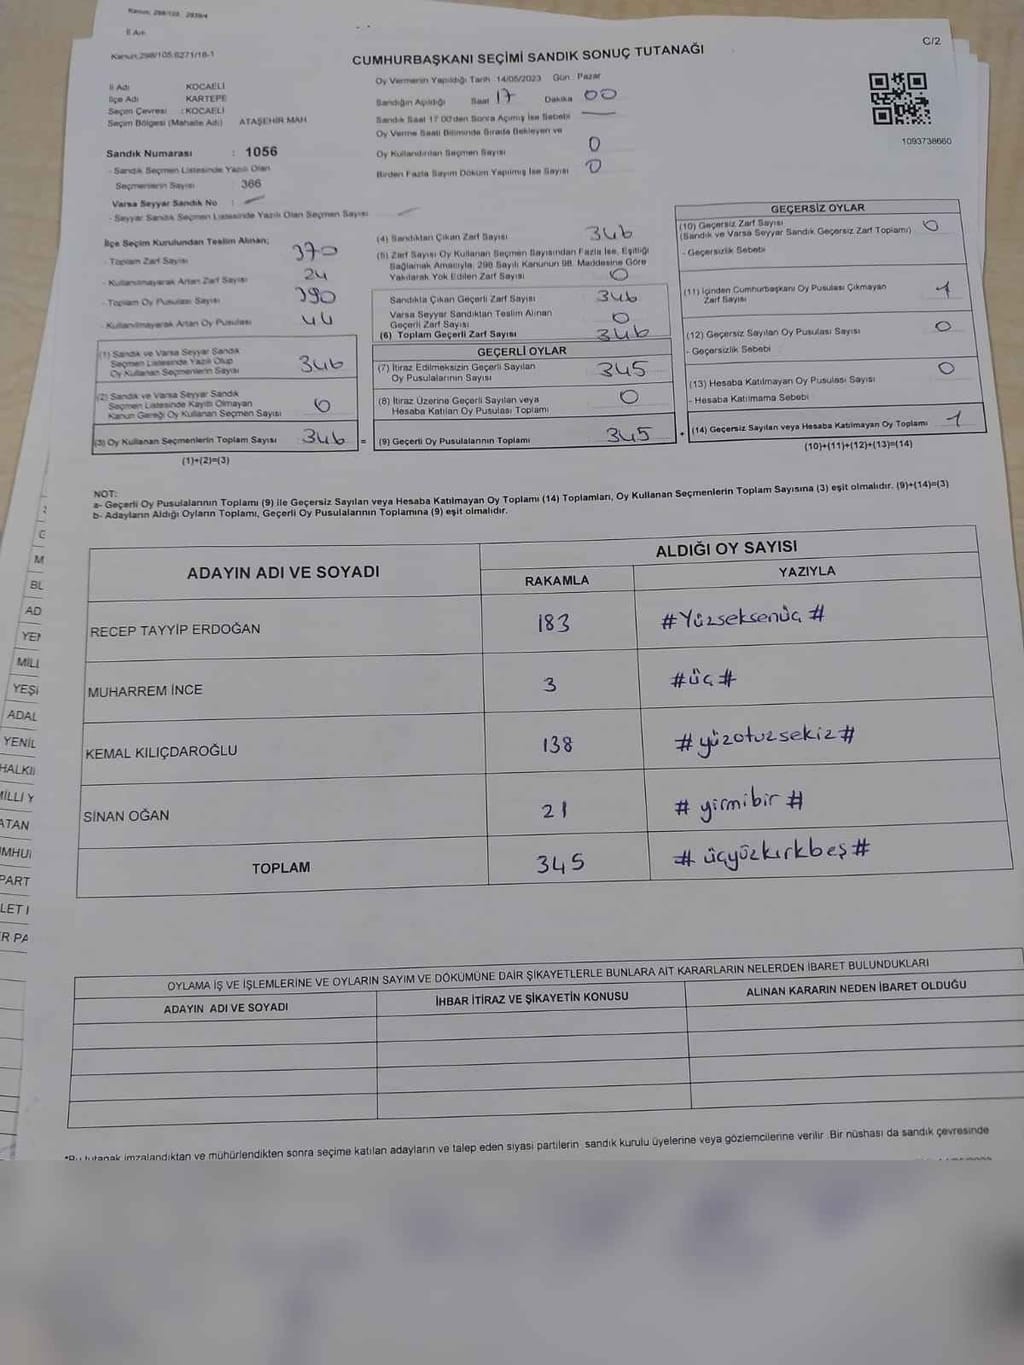 Kanun: 298/105 2839/4
İl Adı
Kanun:298/105:6271/18-1
C/2
CUMHURBAŞKANI SEÇİMİ SANDIK SONUÇ TUTANAĞI
İl Adı KOCAELİ
İlçe Adı KARTEPE
Seçim Çevresi : KOCAELİ
Seçim Bölgesi (Mahalle Adı) ATAŞEHİR MAH
Sandık Numarası : 1056
- Sandık Seçmen Listesinde Yazılı Olan
Seçmenlerin Sayısı 366
Varsa Seyyar Sandık No :
- Seyyar Sandık Seçmen Listesinde Yazılı Olan Seçmen Sayısı
Oy Vermenin Yapıldığı Tarih :14/05/2023 Gün : Pazar
Sandığın Açıldığı Saat 17 Dakika 00
Sandık Saat 17:00'den Sonra Açılmış İse Sebebi
Oy Verme Saati Bitiminde Sırada Bekleyen ve
Oy Kullandırılan Seçmen Sayısı 0
Birden Fazla Sayım Döküm Yapılmış İse Sayısı 0
1093738660
İlçe Seçim Kurulundan Teslim Alınan;
- Toplam Zarf Sayısı 370
- Kullanılmayarak Artan Zarf Sayısı 24
- Toplam Oy Pusulası Sayısı 390
- Kullanılmayarak Artan Oy Pusulası 44
(1) Sandık ve Varsa Seyyar Sandık
Seçmen Listesinde Yazılı Olup
Oy Kullanan Seçmenlerin Sayısı 346
(2) Sandık ve Varsa Seyyar Sandık
Seçmen Listesinde Kayıtlı Olmayan
Kanun Gereği Oy Kullanan Seçmen Sayısı 0
(3) Oy Kullanan Seçmenlerin Toplam Sayısı 346 =
(1)+(2)=(3)
(4) Sandıktan Çıkan Zarf Sayısı 346
(5) Zarf Sayısı Oy Kullanan Seçmen Sayısından Fazla İse, Eşitliği
Sağlamak Amacıyla, 298 Sayılı Kanunun 98. Maddesine Göre
Yakılarak Yok Edilen Zarf Sayısı 0
Sandıkta Çıkan Geçerli Zarf Sayısı 346
Varsa Seyyar Sandıktan Teslim Alınan
Geçerli Zarf Sayısı 0
(6) Toplam Geçerli Zarf Sayısı 346
GEÇERLİ OYLAR
(7) İtiraz Edilmeksizin Geçerli Sayılan
Oy Pusulalarının Sayısı 345
(8) İtiraz Üzerine Geçerli Sayılan veya
Hesaba Katılan Oy Pusulası Toplamı 0
(9) Geçerli Oy Pusulalarının Toplamı 345 +
GEÇERSİZ OYLAR
(10) Geçersiz Zarf Sayısı 0
(Sandık ve Varsa Seyyar Sandık Geçersiz Zarf Toplamı)
- Geçersizlik Sebebi
(11) İçinden Cumhurbaşkanı Oy Pusulası Çıkmayan
Zarf Sayısı 1
(12) Geçersiz Sayılan Oy Pusulası Sayısı 0
- Geçersizlik Sebebi
(13) Hesaba Katılmayan Oy Pusulası Sayısı 0
- Hesaba Katılmama Sebebi
(14) Geçersiz Sayılan veya Hesaba Katılmayan Oy Toplamı 1
(10)+(11)+(12)+(13)=(14)
NOT:
a- Geçerli Oy Pusulalarının Toplamı (9) ile Geçersiz Sayılan veya Hesaba Katılmayan Oy Toplamı (14) Toplamları, Oy Kullanan Seçmenlerin Toplam Sayısına (3) eşit olmalıdır. (9)+(14)=(3)
b- Adayların Aldığı Oyların Toplamı, Geçerli Oy Pusulalarının Toplamına (9) eşit olmalıdır.
ADAYIN ADI VE SOYADI ALDIĞI OY SAYISI
RAKAMLA YAZIYLA
RECEP TAYYİP ERDOĞAN 183 #Yüzseksenüç#
MUHARREM İNCE 3 #üç#
KEMAL KILIÇDAROĞLU 138 #yüzotuzsekiz#
SİNAN OĞAN 21 #yirmibir#
TOPLAM 345 #üçyüzkırkbeş#
OYLAMA İŞ VE İŞLEMLERİNE VE OYLARIN SAYIM VE DÖKÜMÜNE DAİR ŞİKAYETLERLE BUNLARA AİT KARARLARIN NELERDEN İBARET BULUNDUKLARI
ADAYIN ADI VE SOYADI İHBAR İTİRAZ VE ŞİKAYETİN KONUSU ALINAN KARARIN NEDEN İBARET OLDUĞU
*Bu tutanak imzalandıktan ve mühürlendikten sonra seçime katılan adayların ve talep eden siyasi partilerin sandık kurulu üyelerine veya gözlemcilerine verilir. Bir nüshası da sandık çevresinde
M
BL
AD
YEN
MİLL
YEŞİ
ADAL
YENİL
HALKI
MİLLİ Y
ATAN
UMHU
PART
LET İ
R PA